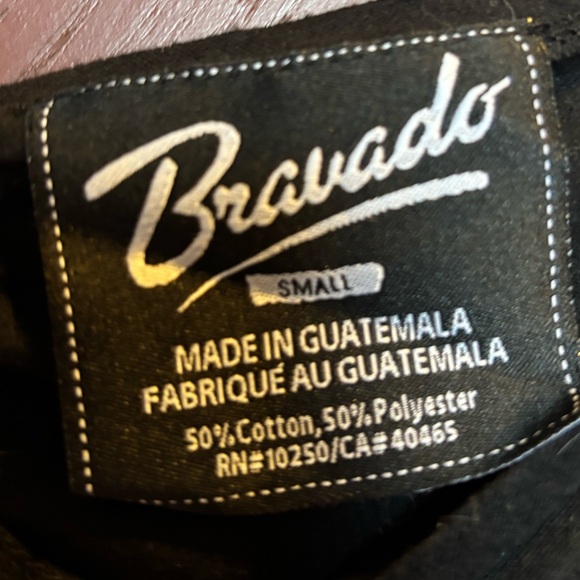 Bravado
SMALL
MADE IN GUATEMALA
FABRIQUÉ AU GUATEMALA
50%Cotton, 50%Polyester
RN#10250/CA#40465